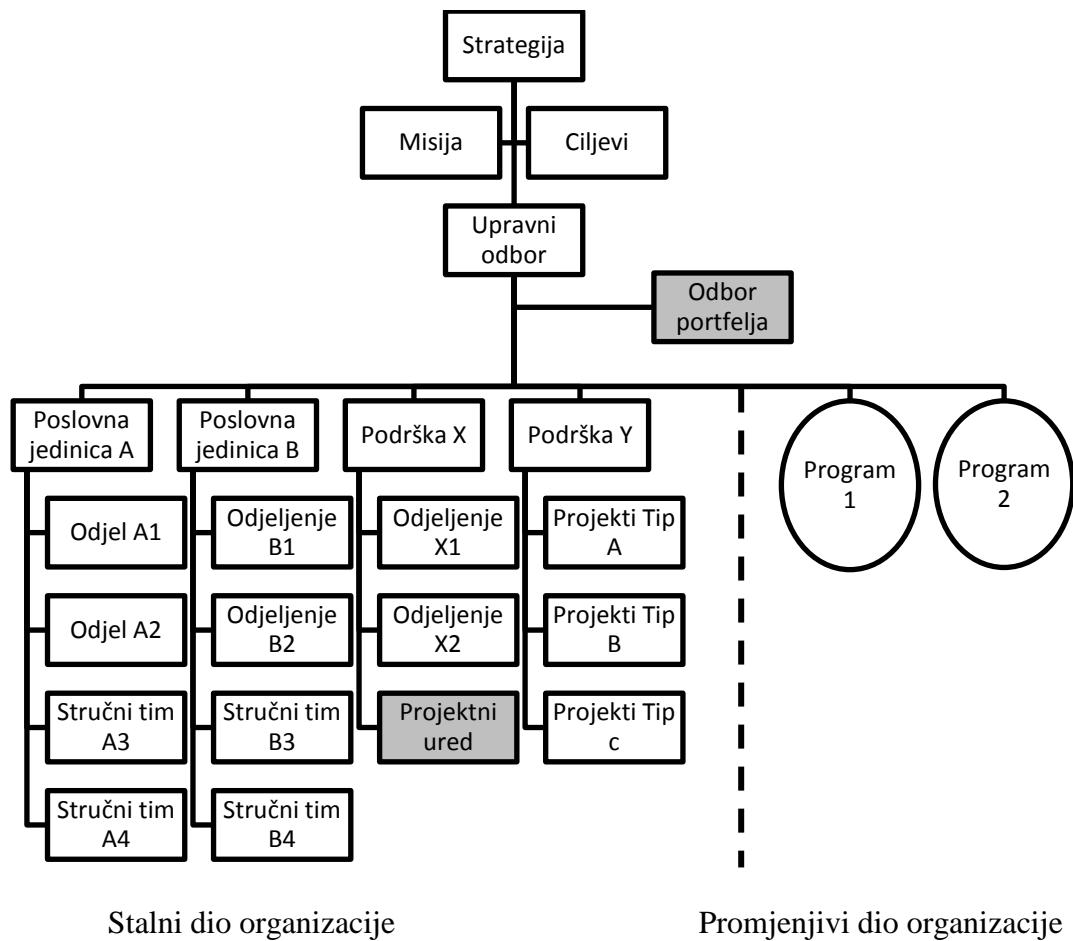 Strategija
Misija
Ciljevi
Upravni
odbor
Odbor
portfelja
Poslovna
jedinica A
Poslovna
jedinica B
Podrška X
Podrška Y
Program
1
Program
2
Odjel A1
Odjeljenje
B1
Odjeljenje
X1
Projekti Tip
A
Odjel A2
Odjeljenje
B2
Odjeljenje
X2
Projekti Tip
B
Stručni tim
A3
Stručni tim
B3
Projektni
ured
Projekti Tip
c
Stručni tim
A4
Stručni tim
B4
Stalni dio organizacije
Promjenjivi dio organizacije